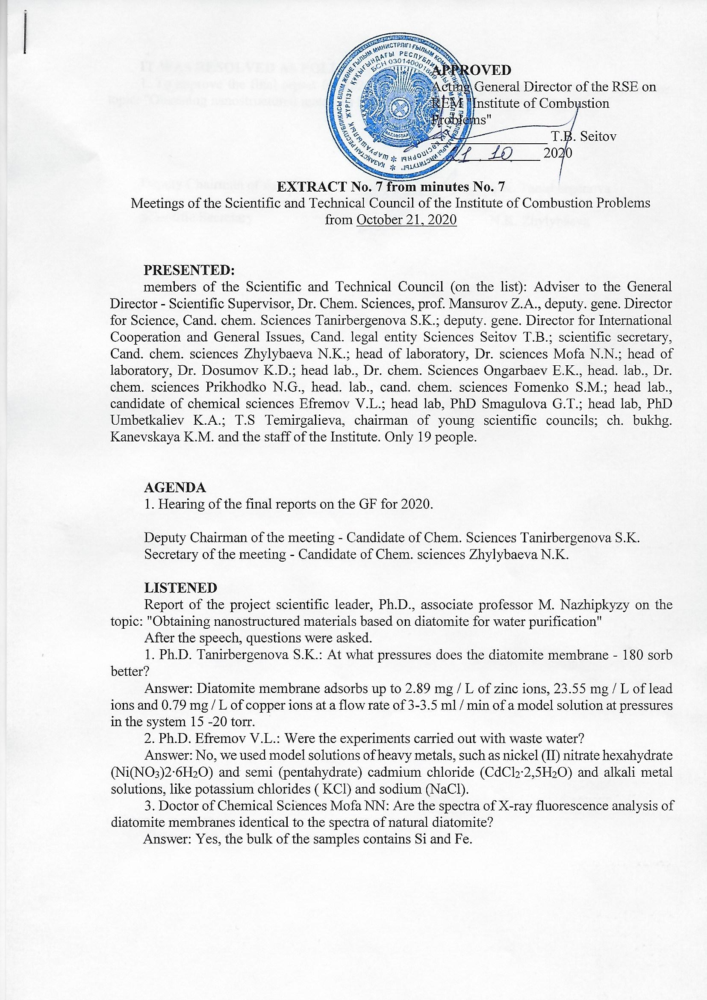 ҚАЗАҚСТАН РЕСПУБЛИКАСЫ БІЛІМ ЖӘНЕ ҒЫЛЫМ МИНИСТРЛІГІ ҒЫЛЫМ
ШАРУАШЫЛЫҚ ЖҮРГІЗУ ҚҰҚЫҒЫНДАҒЫ РЕСПУБЛИКАЛЫҚ МЕМЛЕКЕТТІК КӘСІПОРНЫ
БСН 030140001809
QAZAQSTAN
APPROVED
Acting General Director of the RSE on
REM "Institute of Combustion
Problems"
T.B. Seitov
21.10 2020
EXTRACT No. 7 from minutes No. 7
Meetings of the Scientific and Technical Council of the Institute of Combustion Problems
from October 21, 2020
PRESENTED:
members of the Scientific and Technical Council (on the list): Adviser to the General
Director - Scientific Supervisor, Dr. Chem. Sciences, prof. Mansurov Z.A., deputy. gene. Director
for Science, Cand. chem. Sciences Tanirbergenova S.K.; deputy. gene. Director for International
Cooperation and General Issues, Cand. legal entity Sciences Seitov T.B.; scientific secretary,
Cand. chem. sciences Zhylybaeva N.K.; head of laboratory, Dr. sciences Mofa N.N.; head of
laboratory, Dr. Dosumov K.D.; head lab., Dr. chem. Sciences Ongarbaev E.K., head. lab., Dr.
chem. sciences Prikhodko N.G., head. lab., cand. chem. sciences Fomenko S.M.; head lab.,
candidate of chemical sciences Efremov V.L.; head lab, PhD Smagulova G.T.; head lab, PhD
Umbetkaliev K.A.; T.S Temirgalieva, chairman of young scientific councils; ch. bukhg.
Kanevskaya K.M. and the staff of the Institute. Only 19 people.
AGENDA
1. Hearing of the final reports on the GF for 2020.
Deputy Chairman of the meeting - Candidate of Chem. Sciences Tanirbergenova S.K.
Secretary of the meeting - Candidate of Chem. sciences Zhylybaeva N.K.
LISTENED
Report of the project scientific leader, Ph.D., associate professor M. Nazhipkyzy on the
topic: "Obtaining nanostructured materials based on diatomite for water purification"
After the speech, questions were asked.
1. Ph.D. Tanirbergenova S.K.: At what pressures does the diatomite membrane - 180 sorb
better?
Answer: Diatomite membrane adsorbs up to 2.89 mg / L of zinc ions, 23.55 mg / L of lead
ions and 0.79 mg / L of copper ions at a flow rate of 3-3.5 ml / min of a model solution at pressures
in the system 15 -20 torr.
2. Ph.D. Efremov V.L.: Were the experiments carried out with waste water?
Answer: No, we used model solutions of heavy metals, such as nickel (II) nitrate hexahydrate
(Ni(NO₃)2·6H₂O) and semi (pentahydrate) cadmium chloride (CdCl₂·2,5H₂O) and alkali metal
solutions, like potassium chlorides ( KCl) and sodium (NaCl).
3. Doctor of Chemical Sciences Mofa NN: Are the spectra of X-ray fluorescence analysis of
diatomite membranes identical to the spectra of natural diatomite?
Answer: Yes, the bulk of the samples contains Si and Fe.